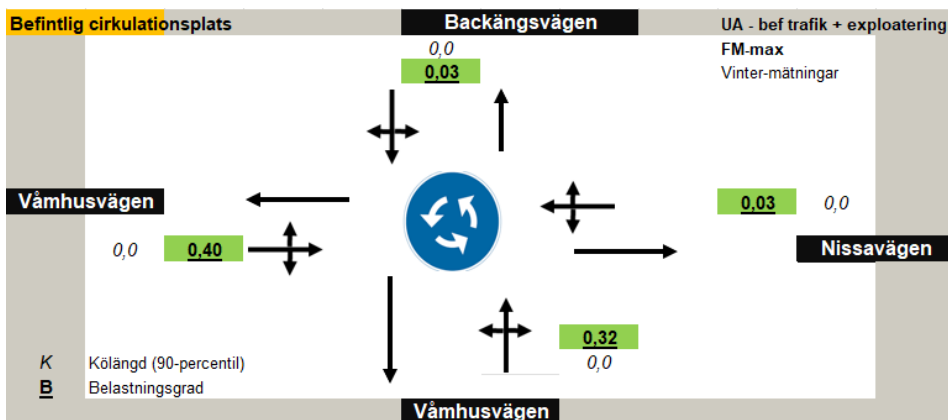 Befintlig cirkulationsplats
Backängsvägen
UA - bef trafik + exploatering
0,0
FM-max
0,03
Vinter-mätningar
Våmhusvägen
0,03 0,0
0,0 0,40
Nissavägen
0,32
0,0
K Kölängd (90-percentil)
B Belastningsgrad
Våmhusvägen